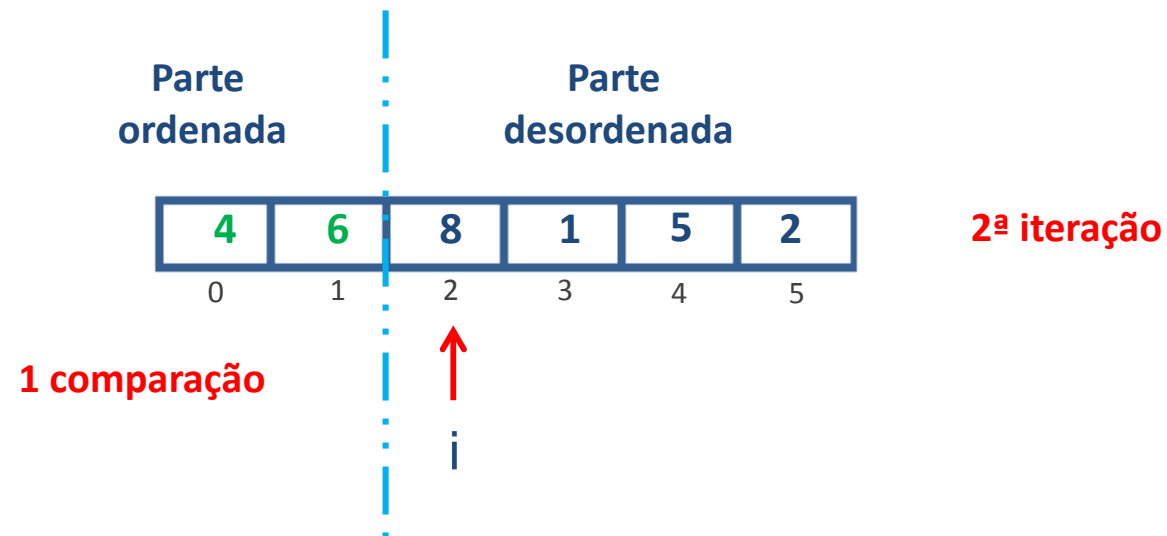 Parte
ordenada
Parte
desordenada
4 6 8 1 5 2
2ª iteração
0 1 2 3 4 5
1 comparação
i